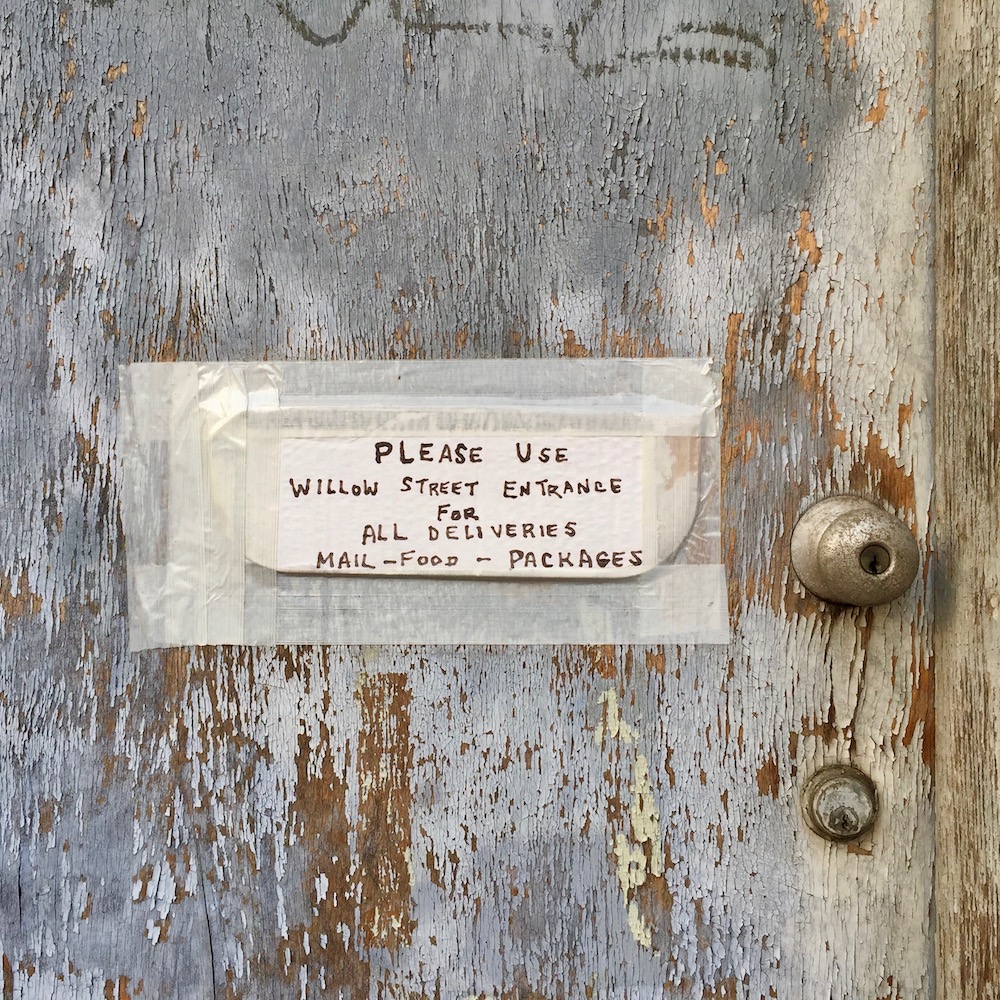 PLEASE USE
WILLOW STREET ENTRANCE
FOR
ALL DELIVERIES
MAIL - FOOD - PACKAGES